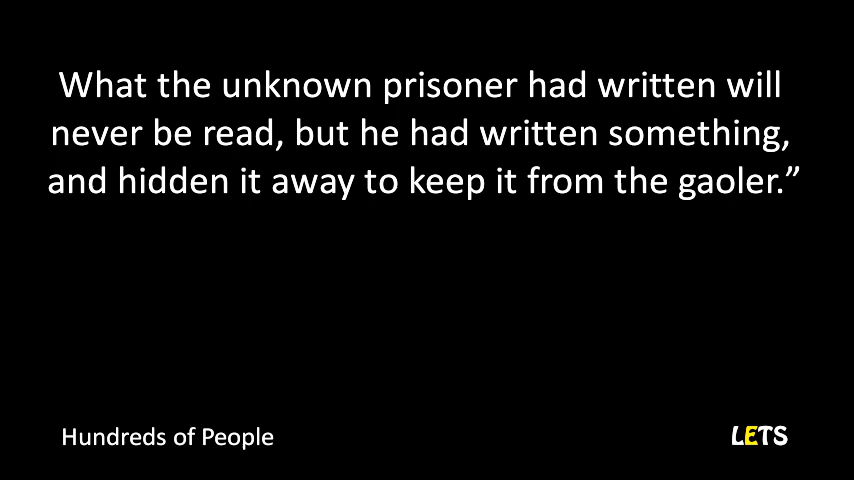 What the unknown prisoner had written will
never be read, but he had written something,
and hidden it away to keep it from the gaoler.”
Hundreds of People
LETS